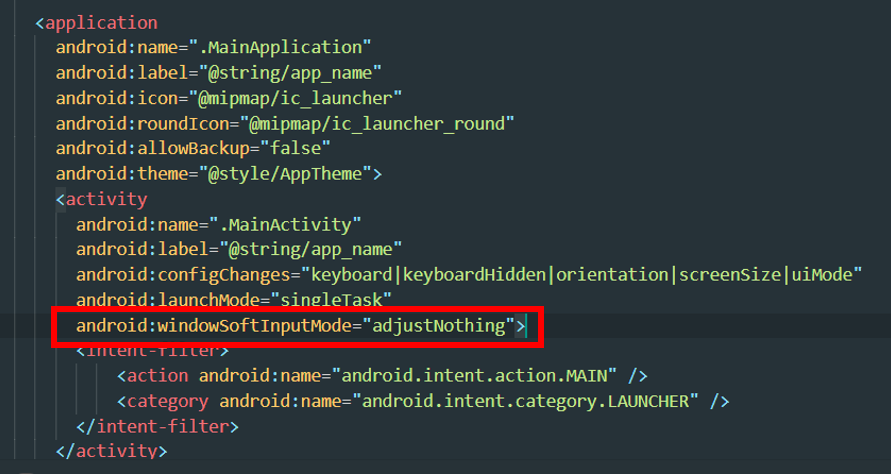 <application
android:name=".MainApplication"
android:label="@string/app_name"
android:icon="@mipmap/ic_launcher"
android:roundIcon="@mipmap/ic_launcher_round"
android:allowBackup="false"
android:theme="@style/AppTheme">
<activity
android:name=".MainActivity"
android:label="@string/app_name"
android:configChanges="keyboard|keyboardHidden|orientation|screenSize|uiMode"
android:launchMode="singleTask"
android:windowSoftInputMode="adjustNothing">
<intent-filter>
<action android:name="android.intent.action.MAIN" />
<category android:name="android.intent.category.LAUNCHER" />
</intent-filter>
</activity>